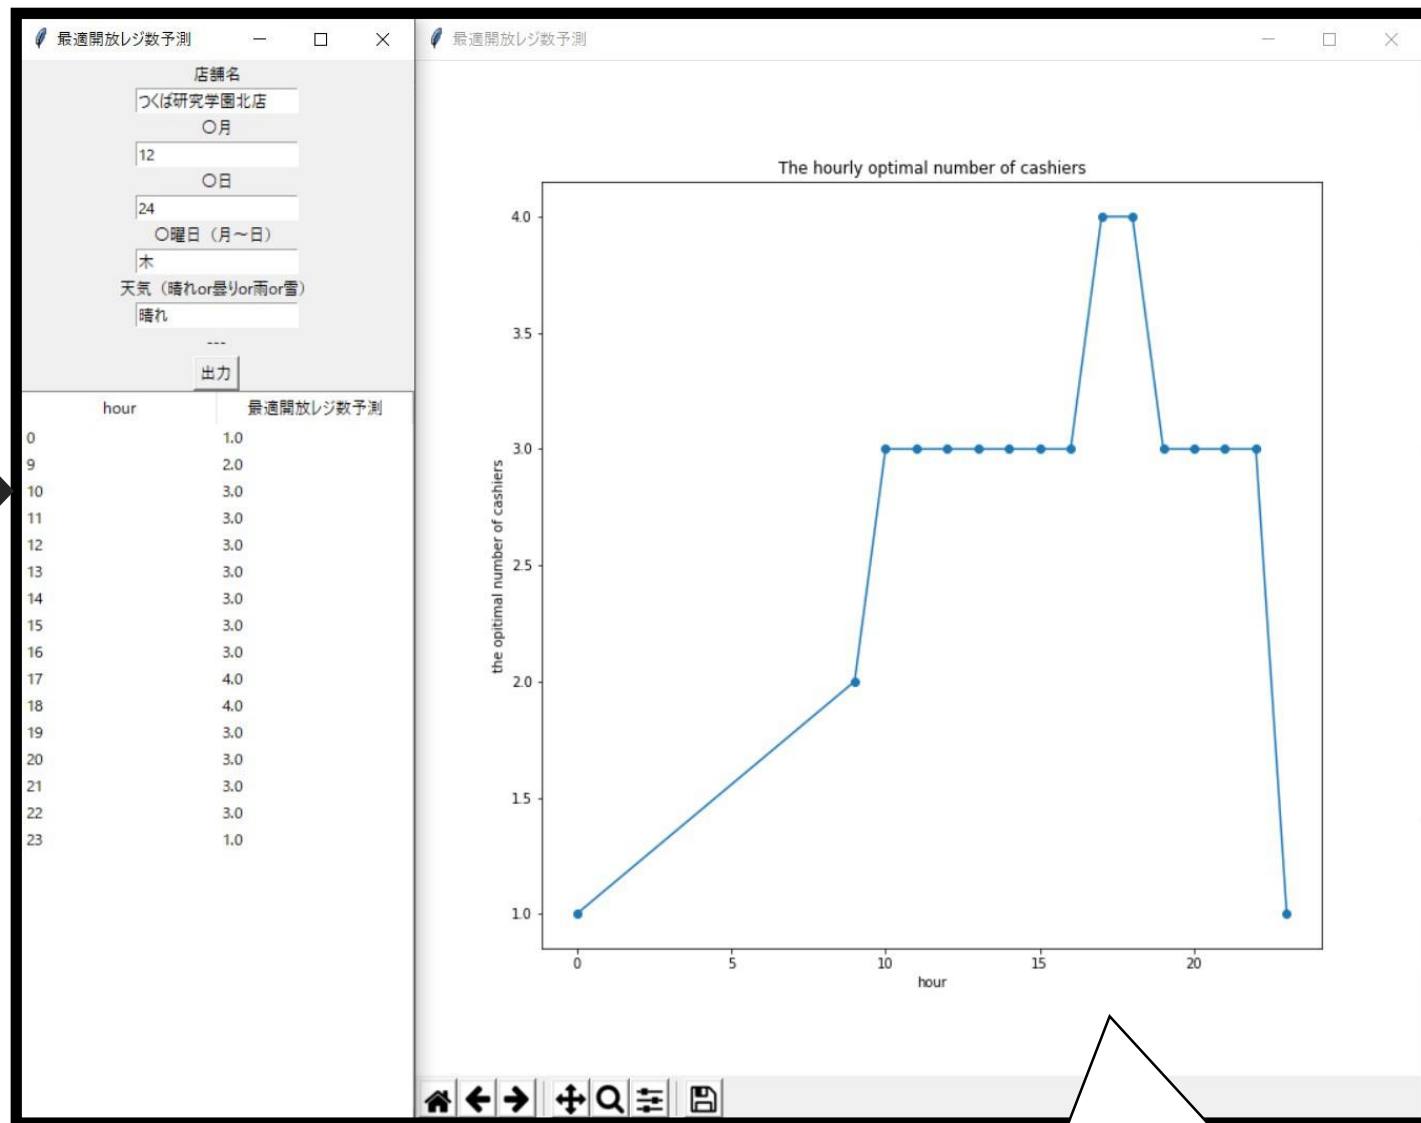 最適開放レジ数予測
店舗名
つくば研究学園北店
〇月
12
〇日
24
〇曜日（月～日）
木
天気（晴れor曇りor雨or雪）
晴れ
---
出力
hour 最適開放レジ数予測
0 1.0
9 2.0
10 3.0
11 3.0
12 3.0
13 3.0
14 3.0
15 3.0
16 3.0
17 4.0
18 4.0
19 3.0
20 3.0
21 3.0
22 3.0
23 1.0
最適開放レジ数予測
The hourly optimal number of cashiers
the opitimal number of cashiers
4.0
3.5
3.0
2.5
2.0
1.5
1.0
0 5 10 15 20
hour